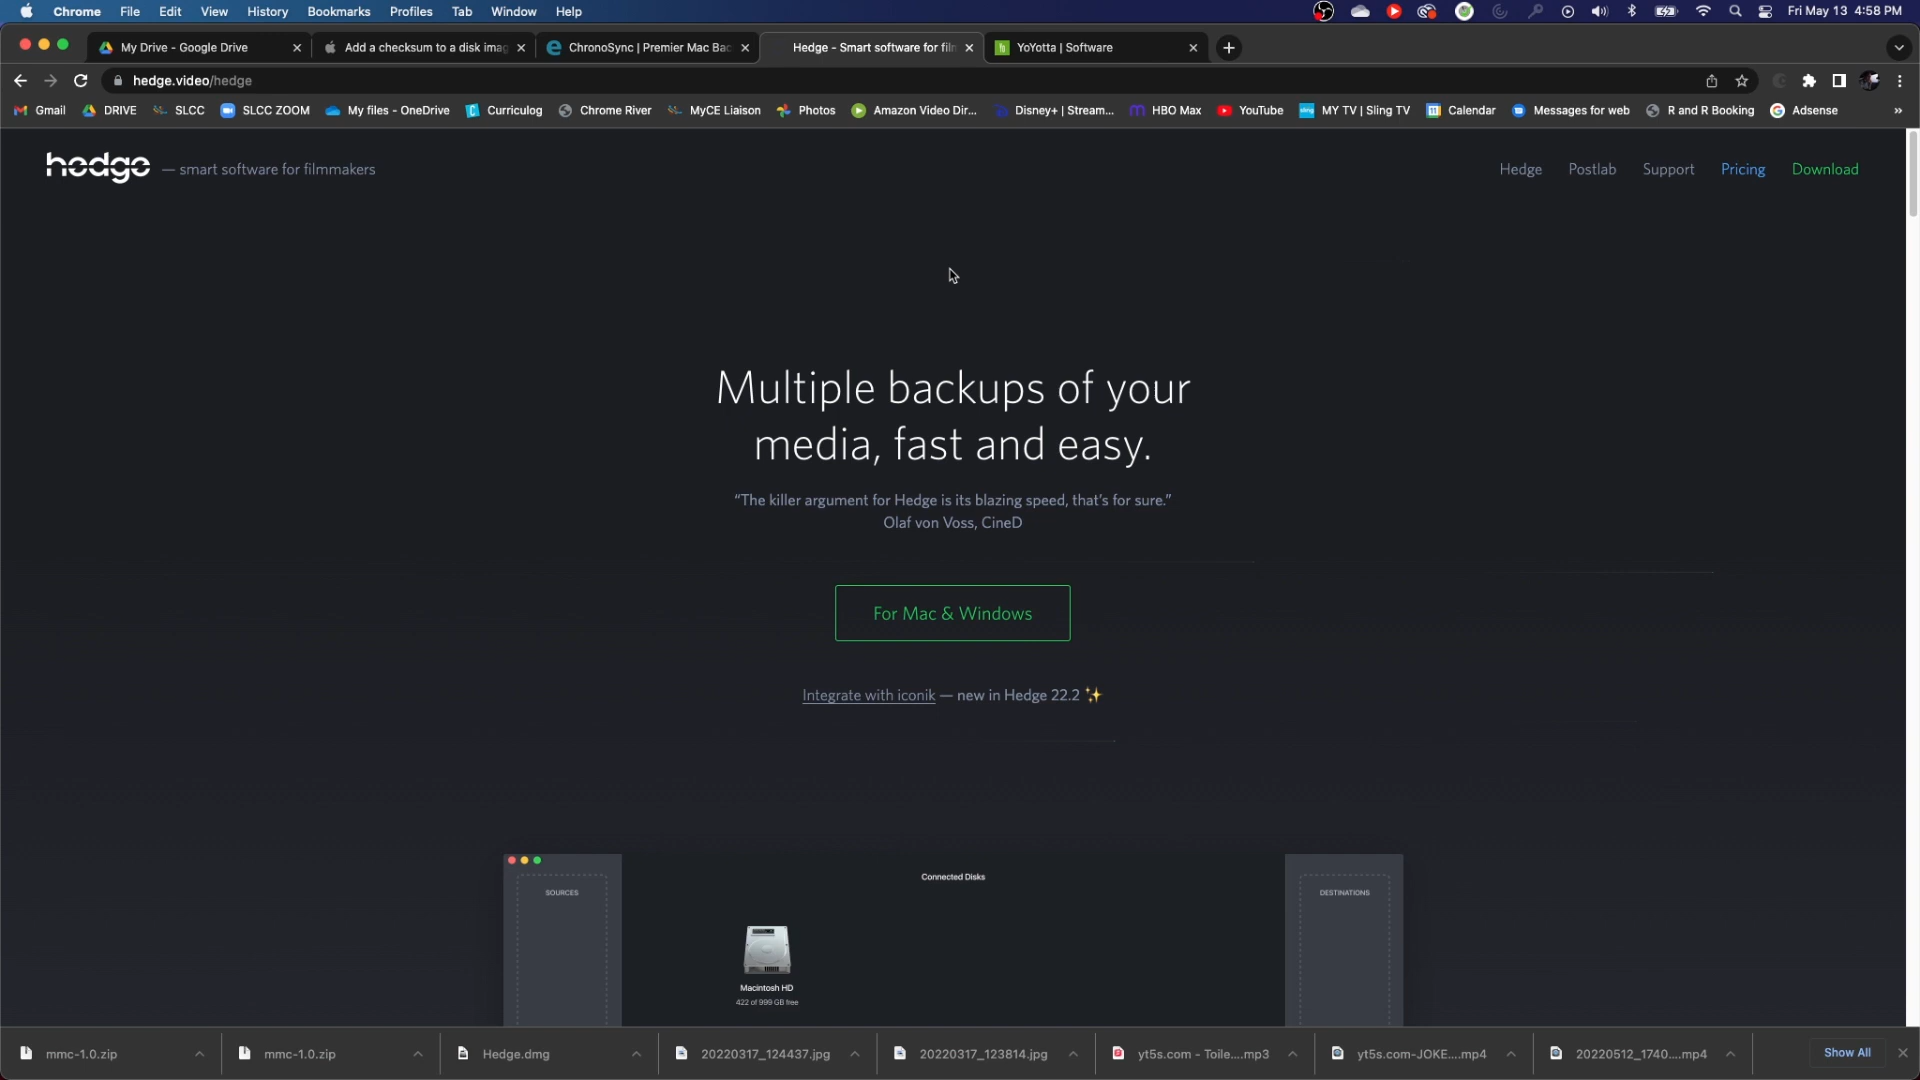 Chrome File Edit View History Bookmarks Profiles Tab Window Help Fri May 13 4:58 PM
My Drive - Google Drive Add a checksum to a disk imag ChronoSync | Premier Mac Bac Hedge - Smart software for film YoYotta | Software
hedge.video/hedge
Gmail DRIVE SLCC SLCC ZOOM My files - OneDrive Curriculog Chrome River MyCE Liaison Photos Amazon Video Dir... Disney+ | Stream... HBO Max YouTube MY TV | Sling TV Calendar Messages for web R and R Booking Adsense »
hedge — smart software for filmmakers Hedge Postlab Support Pricing Download
Multiple backups of your
media, fast and easy.
“The killer argument for Hedge is its blazing speed, that’s for sure.”
Olaf von Voss, CineD
For Mac & Windows
Integrate with iconik — new in Hedge 22.2 ✨
Connected Disks
SOURCES DESTINATIONS
Macintosh HD
422 of 999 GB free
mmc-1.0.zip mmc-1.0.zip Hedge.dmg 20220317_124437.jpg 20220317_123814.jpg yt5s.com - Toile....mp3 yt5s.com-JOKE....mp4 20220512_1740....mp4 Show All